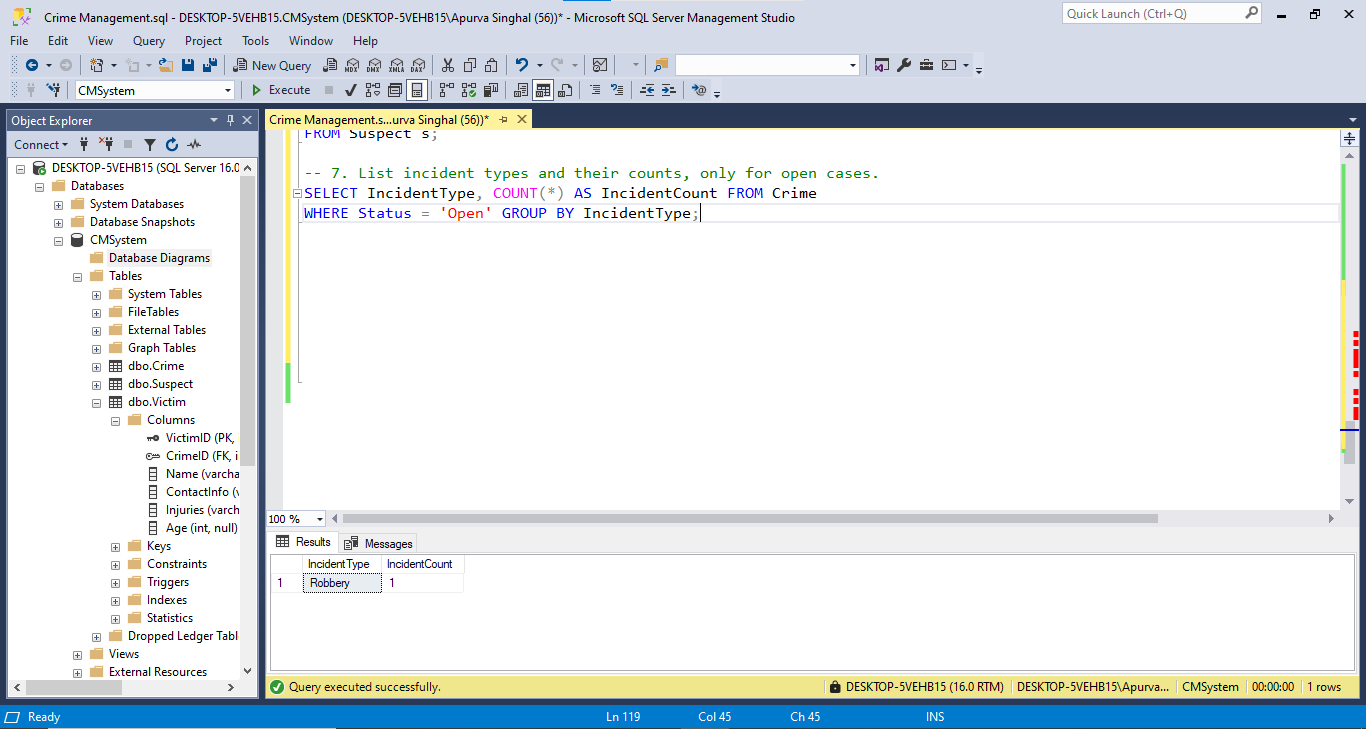 Crime Management.sql - DESKTOP-5VEHB15.CMSystem (DESKTOP-5VEHB15\Apurva Singhal (56))* - Microsoft SQL Server Management Studio
Quick Launch (Ctrl+Q)
File Edit View Query Project Tools Window Help
New Query MDX DMX XMLA DAX
CMSystem Execute
Object Explorer
Crime Management.s...urva Singhal (56))*
Connect
DESKTOP-5VEHB15 (SQL Server 16.0
Databases
System Databases
Database Snapshots
CMSystem
Database Diagrams
Tables
System Tables
FileTables
External Tables
Graph Tables
dbo.Crime
dbo.Suspect
dbo.Victim
Columns
VictimID (PK,
CrimeID (FK, i
Name (varcha
ContactInfo (v
Injuries (varch
Age (int, null)
Keys
Constraints
Triggers
Indexes
Statistics
Dropped Ledger Tabl
Views
External Resources
FROM Suspect s;
-- 7. List incident types and their counts, only for open cases.
SELECT IncidentType, COUNT(*) AS IncidentCount FROM Crime
WHERE Status = 'Open' GROUP BY IncidentType;
100 %
Results Messages
IncidentType IncidentCount
1 Robbery 1
Query executed successfully.
DESKTOP-5VEHB15 (16.0 RTM) DESKTOP-5VEHB15\Apurva... CMSystem 00:00:00 1 rows
Ready Ln 119 Col 45 Ch 45 INS